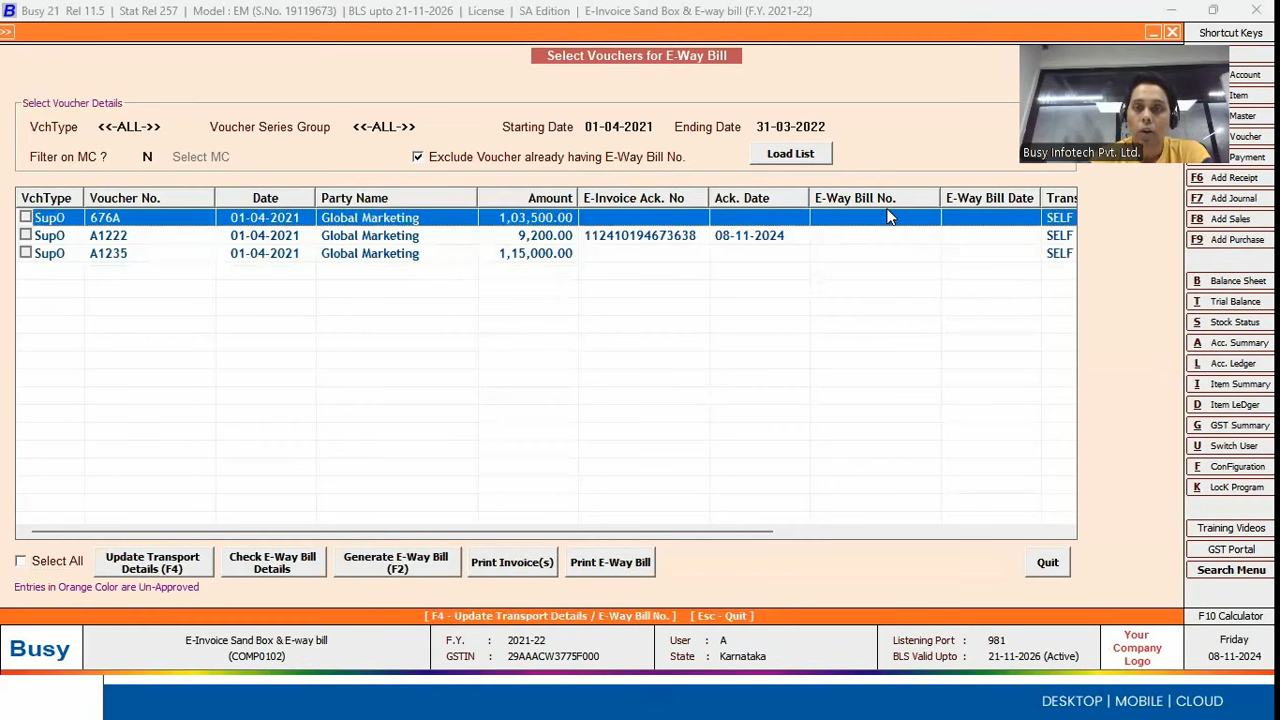 Busy 21 Rel 11.5 | Stat Rel 257 | Model : EM (S.No. 19119673) | BLS upto 21-11-2026 | License | SA Edition | E-Invoice Sand Box & E-way bill (F.Y. 2021-22)
>>
Shortcut Keys
Select Vouchers for E-Way Bill
Account
Item
Master
Voucher
Payment
Select Voucher Details
VchType <<-ALL->> Voucher Series Group <<-ALL->> Starting Date 01-04-2021 Ending Date 31-03-2022
Filter on MC ? N Select MC Exclude Voucher already having E-Way Bill No. Load List
Busy Infotech Pvt. Ltd.
VchType Voucher No. Date Party Name Amount E-Invoice Ack. No Ack. Date E-Way Bill No. E-Way Bill Date Trans
SupO 676A 01-04-2021 Global Marketing 1,03,500.00 SELF
SupO A1222 01-04-2021 Global Marketing 9,200.00 112410194673638 08-11-2024 SELF
SupO A1235 01-04-2021 Global Marketing 1,15,000.00 SELF
F6 Add Receipt
F7 Add Journal
F8 Add Sales
F9 Add Purchase
B Balance Sheet
T Trial Balance
S Stock Status
A Acc. Summary
L Acc. Ledger
I Item Summary
D Item LeDger
G GST Summary
U Switch User
F ConFiguration
K LocK Program
Training Videos
GST Portal
Search Menu
Select All
Update Transport Details (F4)
Check E-Way Bill Details
Generate E-Way Bill (F2)
Print Invoice(s)
Print E-Way Bill
Quit
Entries in Orange Color are Un-Approved
[ F4 - Update Transport Details / E-Way Bill No. ] [ Esc - Quit ]
F10 Calculator
Busy
E-Invoice Sand Box & E-way bill
(COMP0102)
F.Y. : 2021-22
GSTIN : 29AAACW3775F000
User : A
State : Karnataka
Listening Port : 981
BLS Valid Upto : 21-11-2026 (Active)
Your
Company
Logo
Friday
08-11-2024
DESKTOP | MOBILE | CLOUD